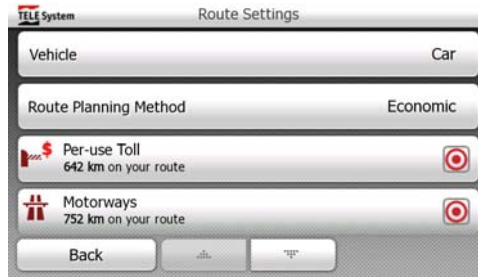 TELE System
Route Settings
Vehicle
Car
Route Planning Method
Economic
$ Per-use Toll
642 km on your route
Motorways
752 km on your route
Back